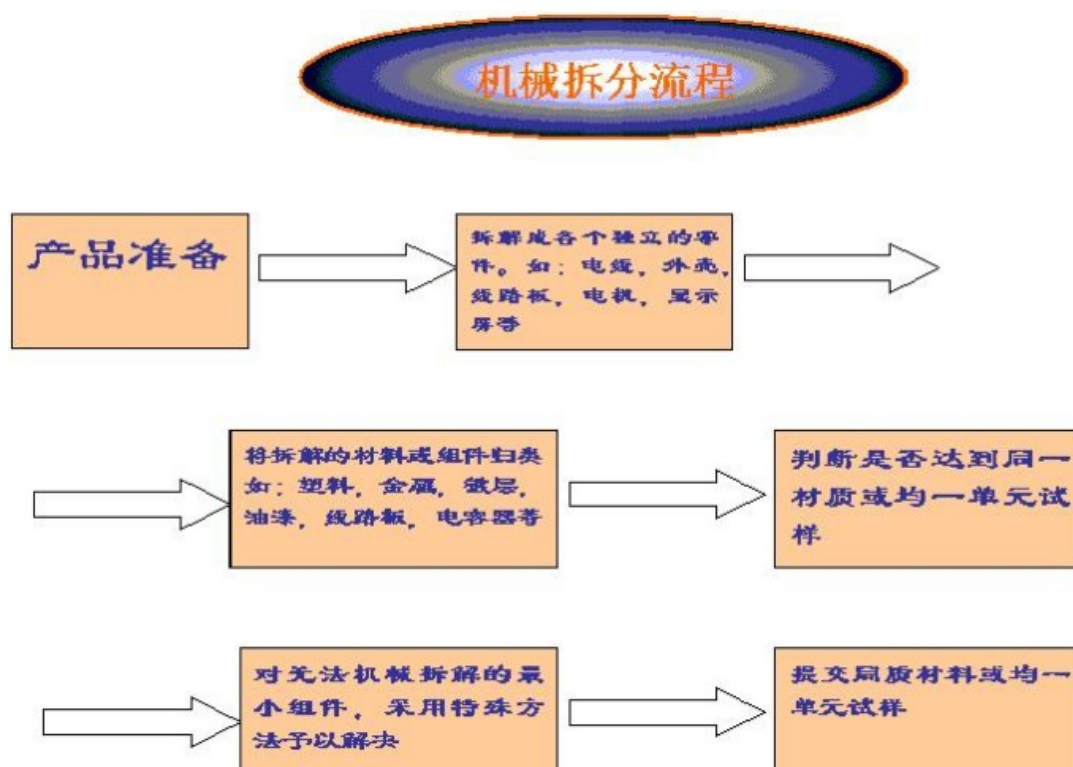 机械拆分流程
产品准备
拆解成各个独立的零
件。如：电线，外壳，
线路板，电机，显示
屏等
将拆解的材料或组件归类
如：塑料，金属，镀层，
油漆，线路板，电容器等
判断是否达到同一
材质或均一单元试
样
对无法机械拆解的最
小组件，采用特殊方
法予以解决
提交同质材料或均一
单元试样